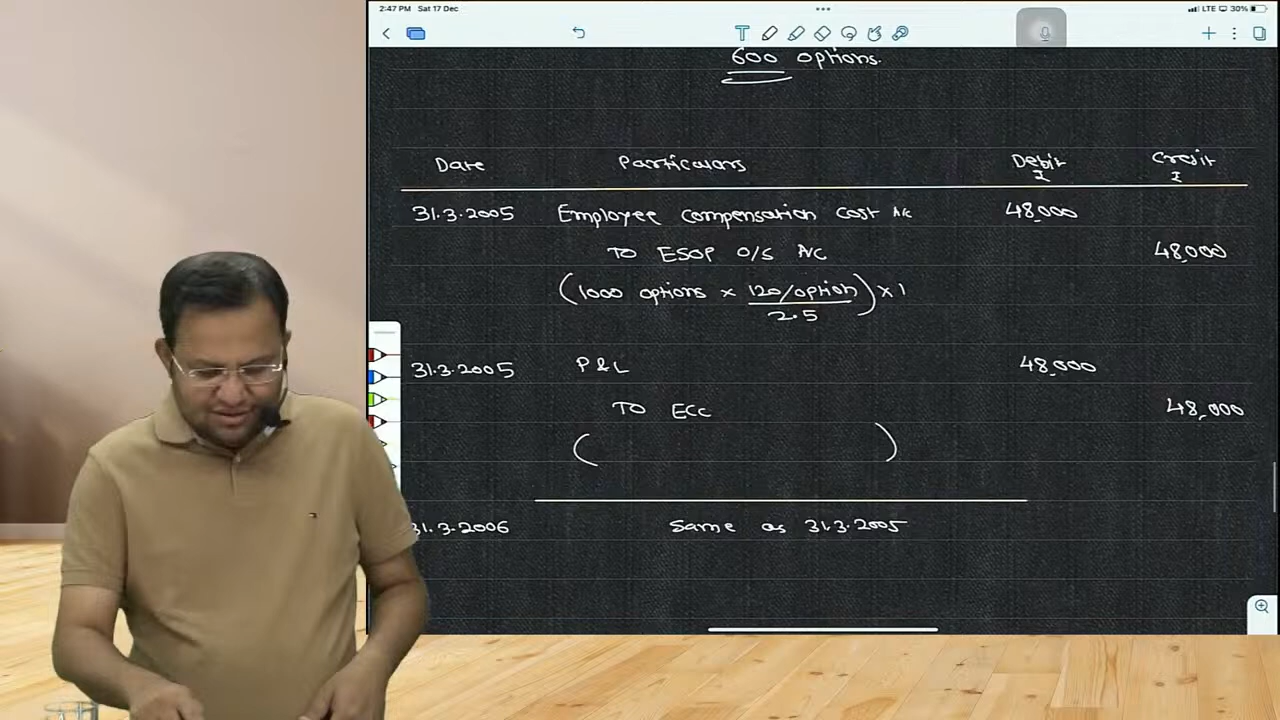 2:47 PM Sat 17 Dec
LTE 30%
600 options.
Date Particulars Debit ₹ Credit ₹
31.3.2005 Employee compensation cost A/c 48,000
TO ESOP O/S A/C 48,000
(1000 options × 120/option / 2.5) × 1
31.3.2005 P&L 48,000
TO ECC 48,000
( )
31.3.2006 Same as 31.3.2005